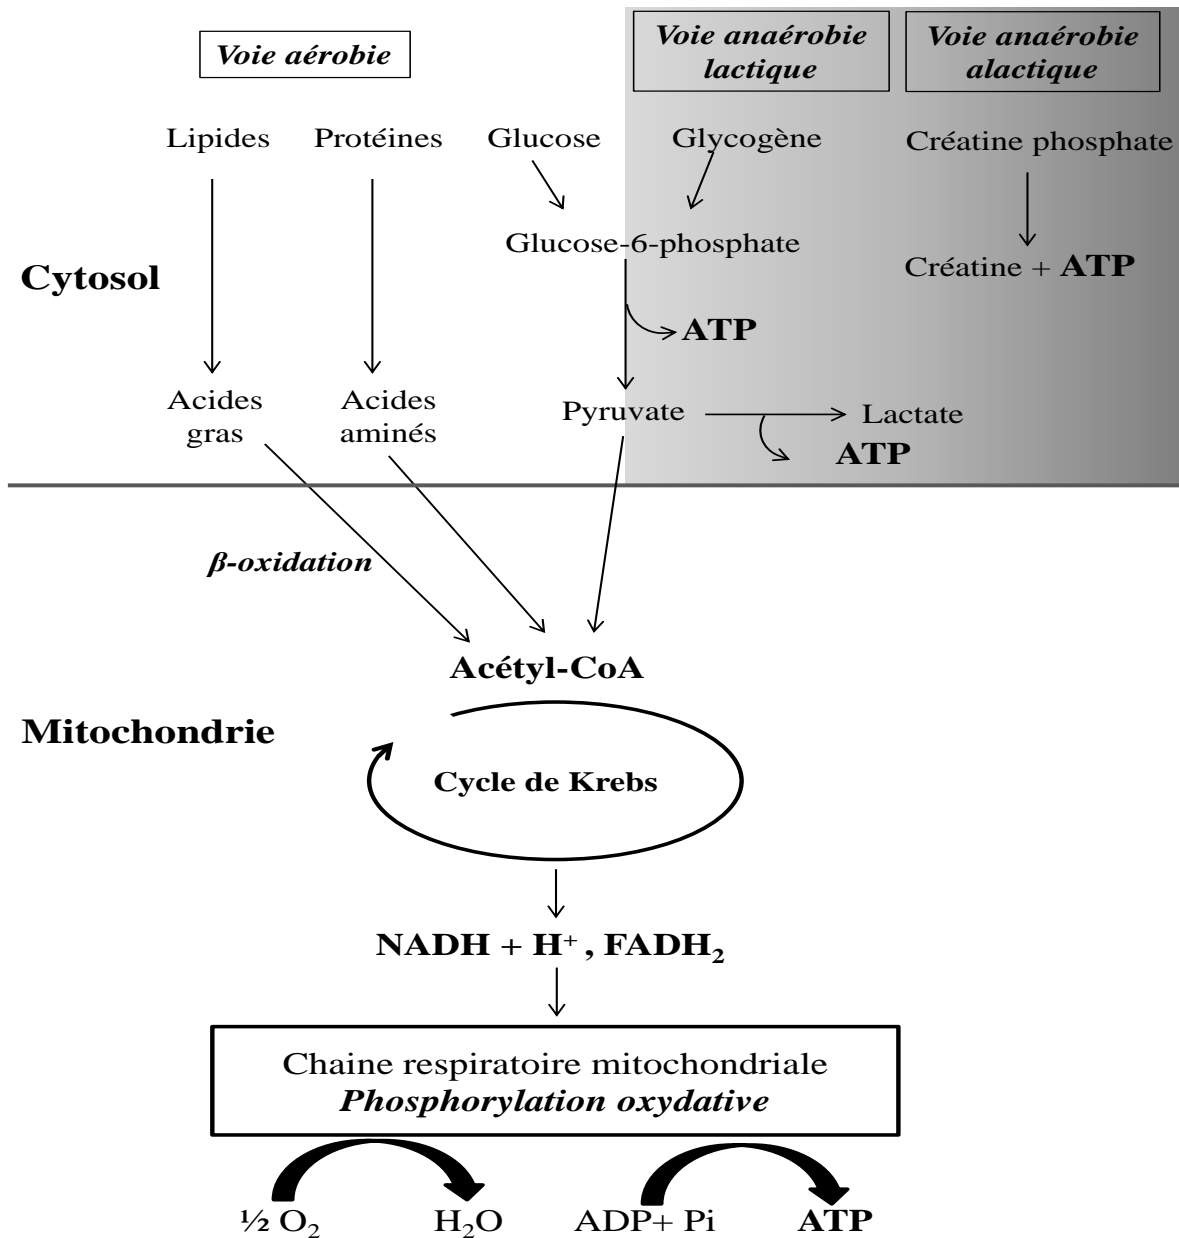 Voie aérobie
Voie anaérobie
lactique
Voie anaérobie
alactique
Lipides
Protéines
Glucose
Glycogène
Créatine phosphate
Glucose-6-phosphate
Cytosol
Créatine + ATP
ATP
Acides
gras
Acides
aminés
Pyruvate
Lactate
ATP
β-oxidation
Acétyl-CoA
Mitochondrie
Cycle de Krebs
NADH + H⁺ , FADH₂
Chaine respiratoire mitochondriale
Phosphorylation oxydative
½ O₂
H₂O
ADP+ Pi
ATP